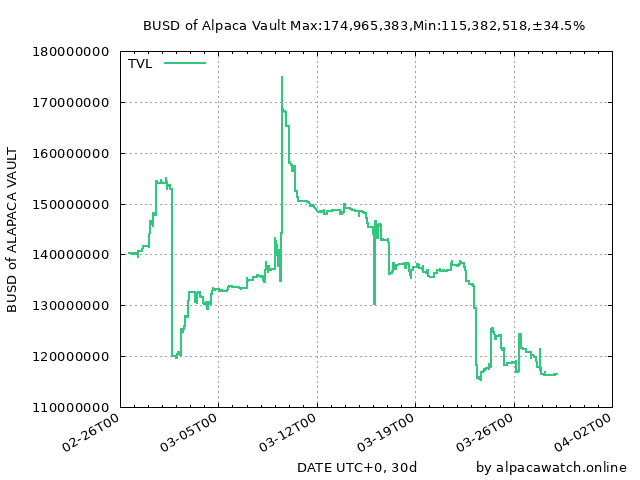 BUSD of Alpaca Vault Max:174,965,383,Min:115,382,518,±34.5%
TVL
180000000
170000000
160000000
150000000
140000000
130000000
120000000
110000000
BUSD of ALAPACA VAULT
02-26T00
03-05T00
03-12T00
03-19T00
03-26T00
04-02T00
DATE UTC+0, 30d
by alpacawatch.online